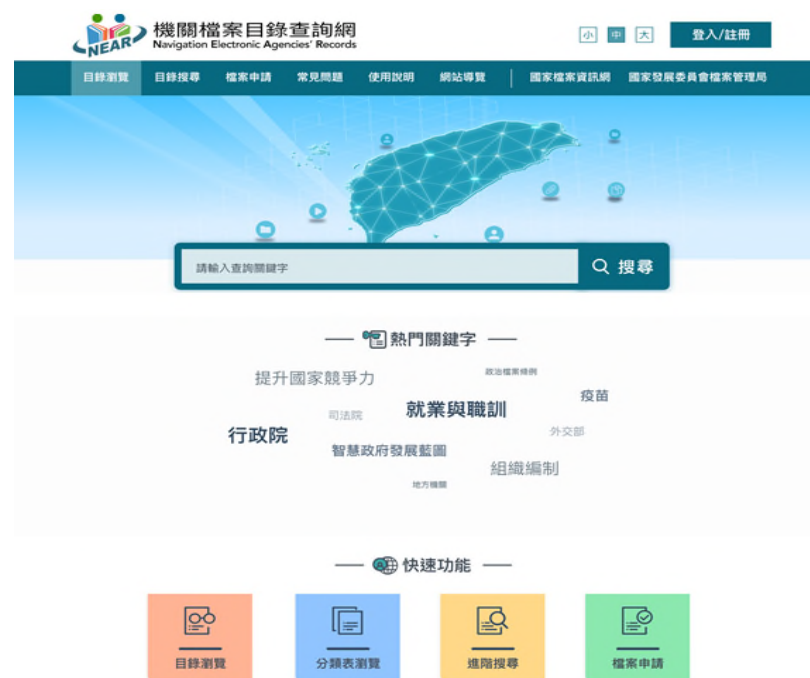 機關檔案目錄查詢網
NEAR
Navigation Electronic Agencies' Records
小 中 大 登入/註冊
目錄瀏覽 目錄搜尋 檔案申請 常見問題 使用說明 網站導覽 國家檔案資訊網 國家發展委員會檔案管理局
請輸入查詢關鍵字 搜尋
熱門關鍵字
政治檔案條例
提升國家競爭力
疫苗
司法院 就業與職訓
行政院 外交部
智慧政府發展藍圖
組織編制
地方機關
快速功能
目錄瀏覽 分類表瀏覽 進階搜尋 檔案申請